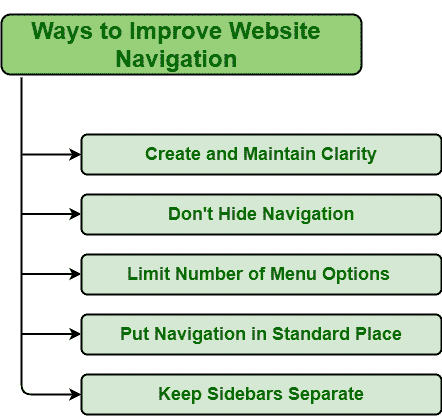 Ways to Improve Website
Navigation
Create and Maintain Clarity
Don't Hide Navigation
Limit Number of Menu Options
Put Navigation in Standard Place
Keep Sidebars Separate